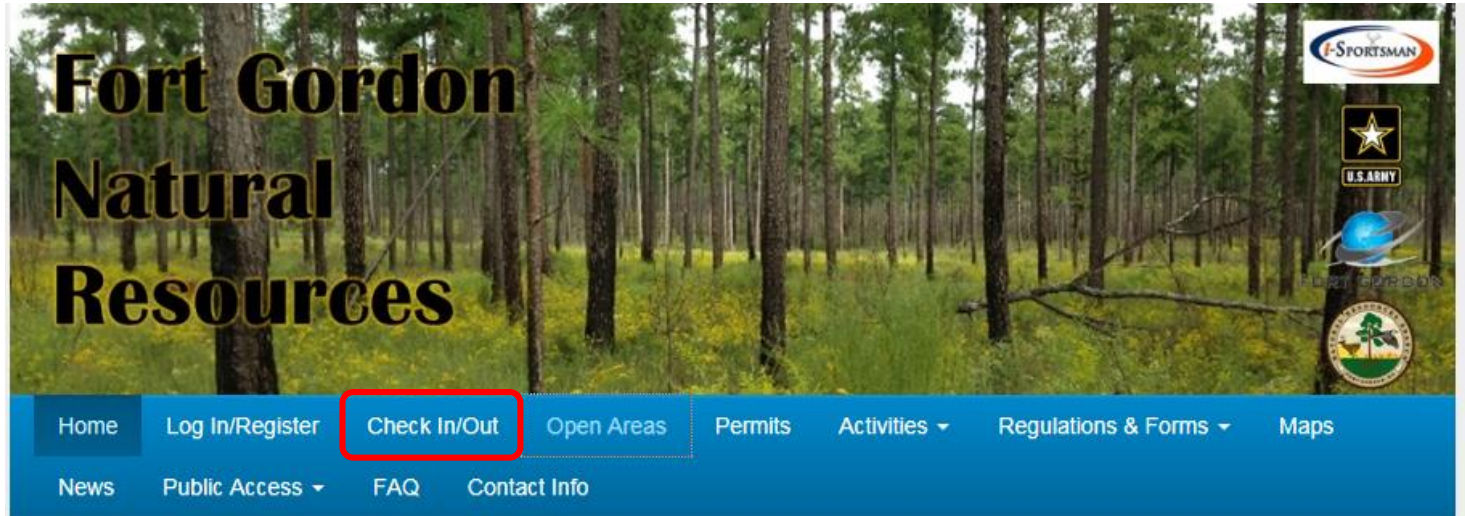 Fort Gordon
Natural
Resources
i-SPORTSMAN
U.S.ARMY
FORT GORDON
Home Log In/Register Check In/Out Open Areas Permits Activities Regulations & Forms Maps
News Public Access FAQ Contact Info